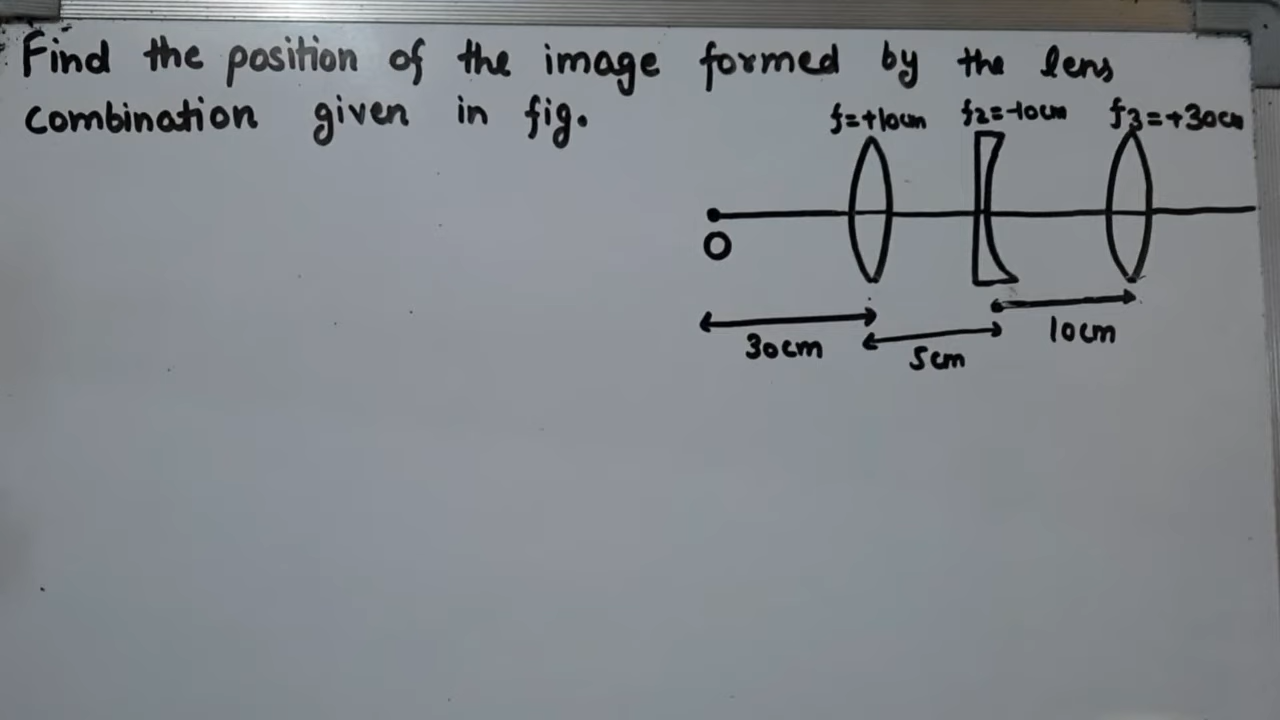 Find the position of the image formed by the lens
combination given in fig.
f=+10cm f2=-10cm f3=+30cm
O
30cm
5cm
10cm